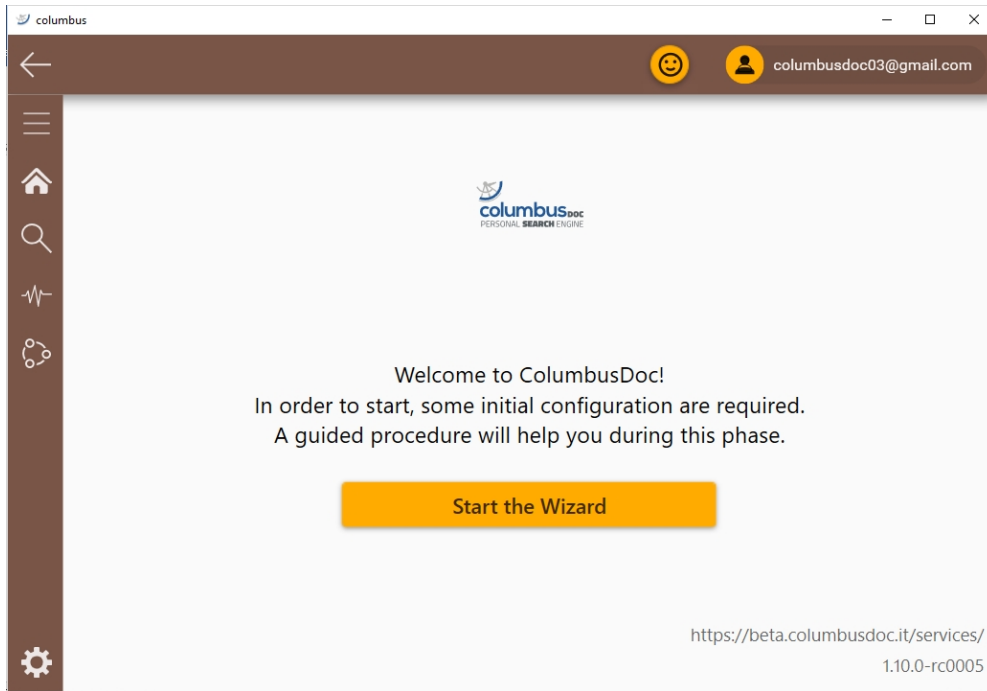 columbus
columbusdoc03@gmail.com
columbusDOC
PERSONAL SEARCH ENGINE
Welcome to ColumbusDoc!
In order to start, some initial configuration are required.
A guided procedure will help you during this phase.
Start the Wizard
https://beta.columbusdoc.it/services/
1.10.0-rc0005